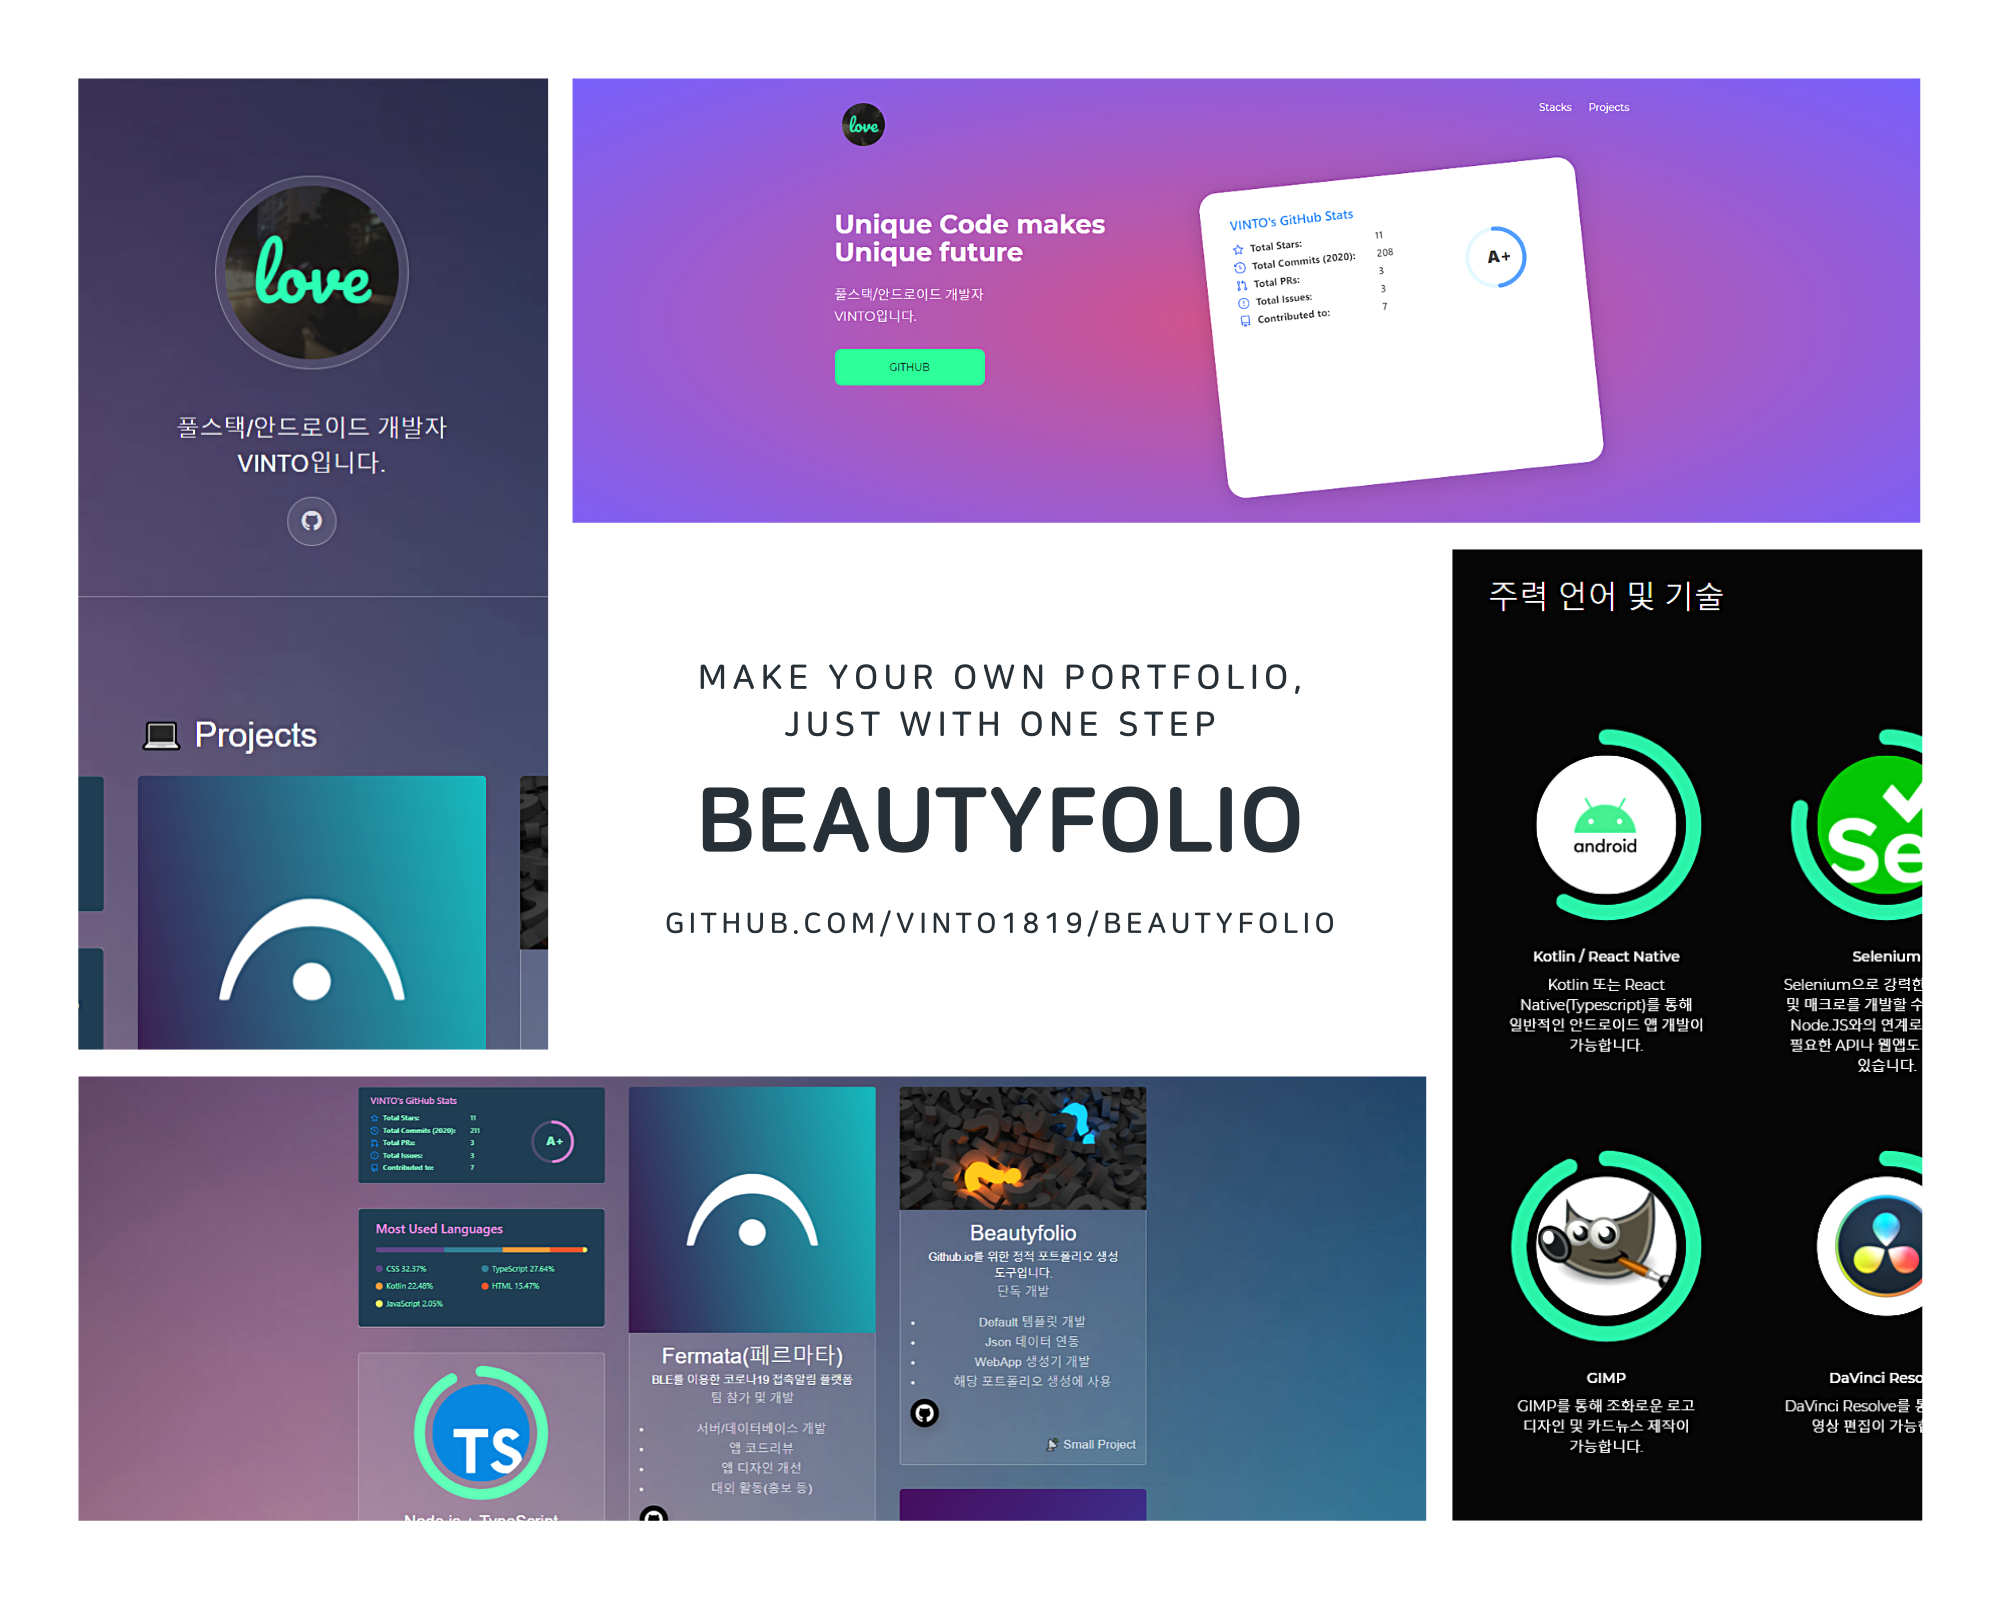 love
풀스택/안드로이드 개발자
VINTO입니다.
Projects
love
Stacks Projects
Unique Code makes
Unique future
풀스택/안드로이드 개발자
VINTO입니다.
GITHUB
VINTO's GitHub Stats
Total Stars: 11
Total Commits (2020): 208
Total PRs: 3
Total Issues: 3
Contributed to: 7
A+
MAKE YOUR OWN PORTFOLIO,
JUST WITH ONE STEP
BEAUTYFOLIO
GITHUB.COM/VINTO1819/BEAUTYFOLIO
주력 언어 및 기술
android
Se
Kotlin / React Native
Kotlin 또는 React
Native(Typescript)를 통해
일반적인 안드로이드 앱 개발이
가능합니다.
Selenium
Selenium으로 강력한
및 매크로를 개발할 수
Node.JS와의 연계로
필요한 API나 웹앱도
있습니다.
GIMP
GIMP를 통해 조화로운 로고
디자인 및 카드뉴스 제작이
가능합니다.
DaVinci Reso
DaVinci Resolve를
영상 편집이 가능
VINTO's GitHub Stats
Total Stars: 11
Total Commits (2020): 211
Total PRs: 3
Total Issues: 3
Contributed to: 7
A+
Most Used Languages
CSS 32.37% TypeScript 27.64%
Kotlin 22.48% HTML 15.47%
JavaScript 2.05%
TS
Node.js + TypeScript
Fermata(페르마타)
BLE를 이용한 코로나19 접촉알림 플랫폼
팀 참가 및 개발
서버/데이터베이스 개발
앱 코드리뷰
앱 디자인 개선
대외 활동(홍보 등)
Beautyfolio
Github.io를 위한 정적 포트폴리오 생성
도구입니다.
단독 개발
Default 템플릿 개발
Json 데이터 연동
WebApp 생성기 개발
해당 포트폴리오 생성에 사용
Small Project